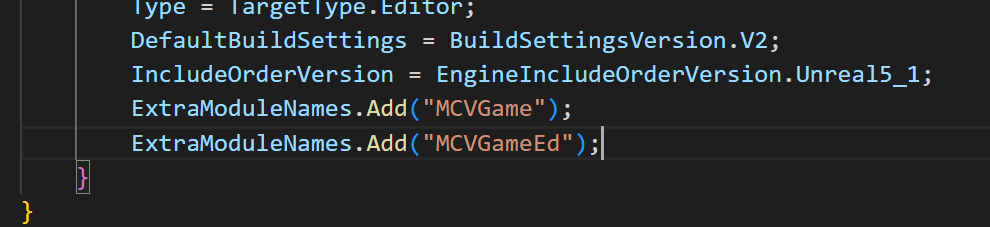 Type = TargetType.Editor;
DefaultBuildSettings = BuildSettingsVersion.V2;
IncludeOrderVersion = EngineIncludeOrderVersion.Unreal5_1;
ExtraModuleNames.Add("MCVGame");
ExtraModuleNames.Add("MCVGameEd");
}
}